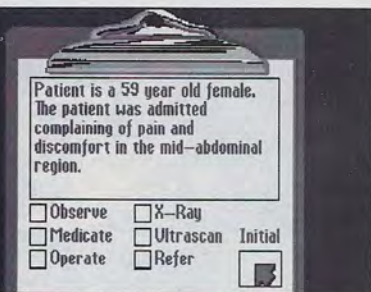 Patient is a 59 year old female.
The patient was admitted
complaining of pain and
discomfort in the mid-abdominal
region.
Observe X-Ray
Medicate Ultrascan Initial
Operate Refer